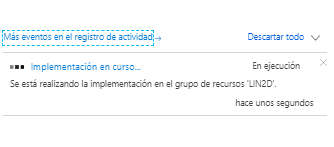 Más eventos en el registro de actividad →
Descartar todo
Implementación en curso...
En ejecución
Se está realizando la implementación en el grupo de recursos 'LIN2D'.
hace unos segundos